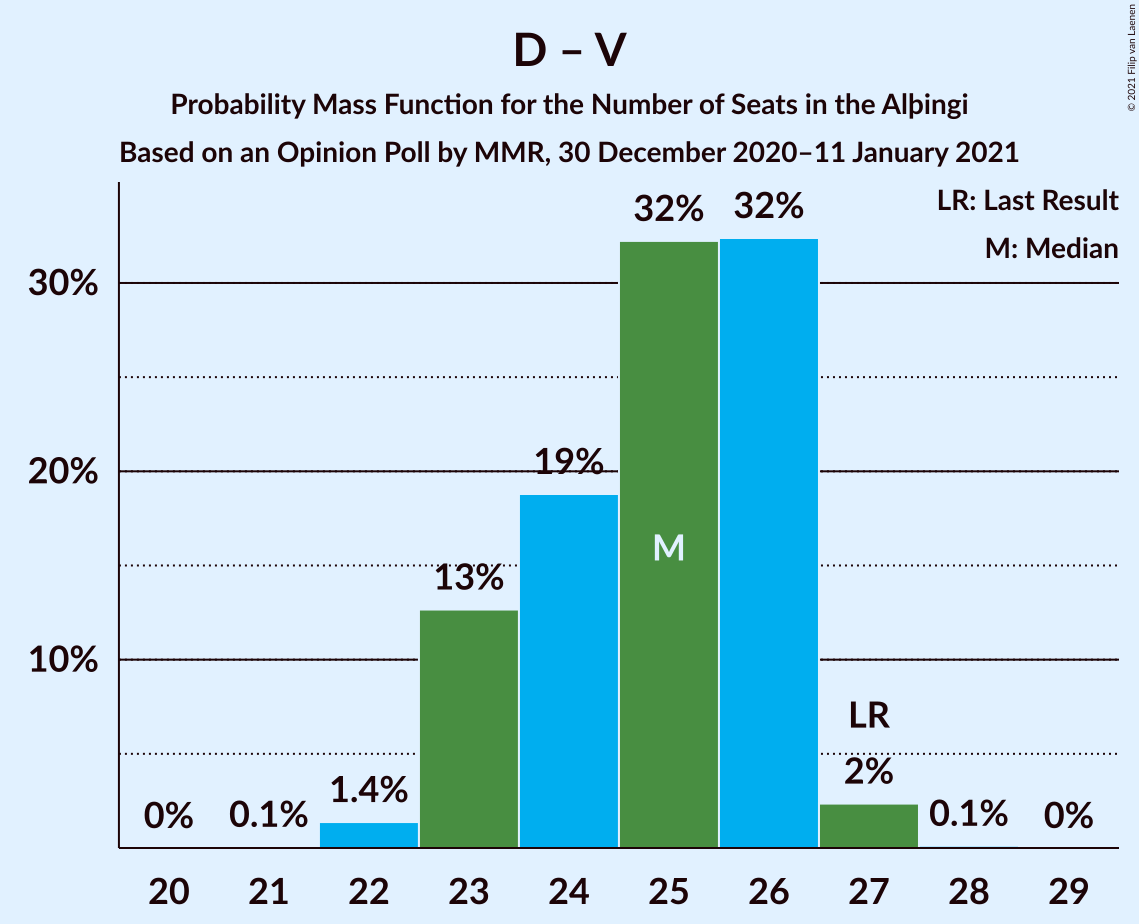 D – V
Probability Mass Function for the Number of Seats in the Alþingi
Based on an Opinion Poll by MMR, 30 December 2020–11 January 2021
© 2021 Filip van Laenen
LR: Last Result
M: Median
30%
20%
10%
0%
0.1%
1.4%
13%
19%
32%
M
32%
LR
2%
0.1%
0%
20 21 22 23 24 25 26 27 28 29